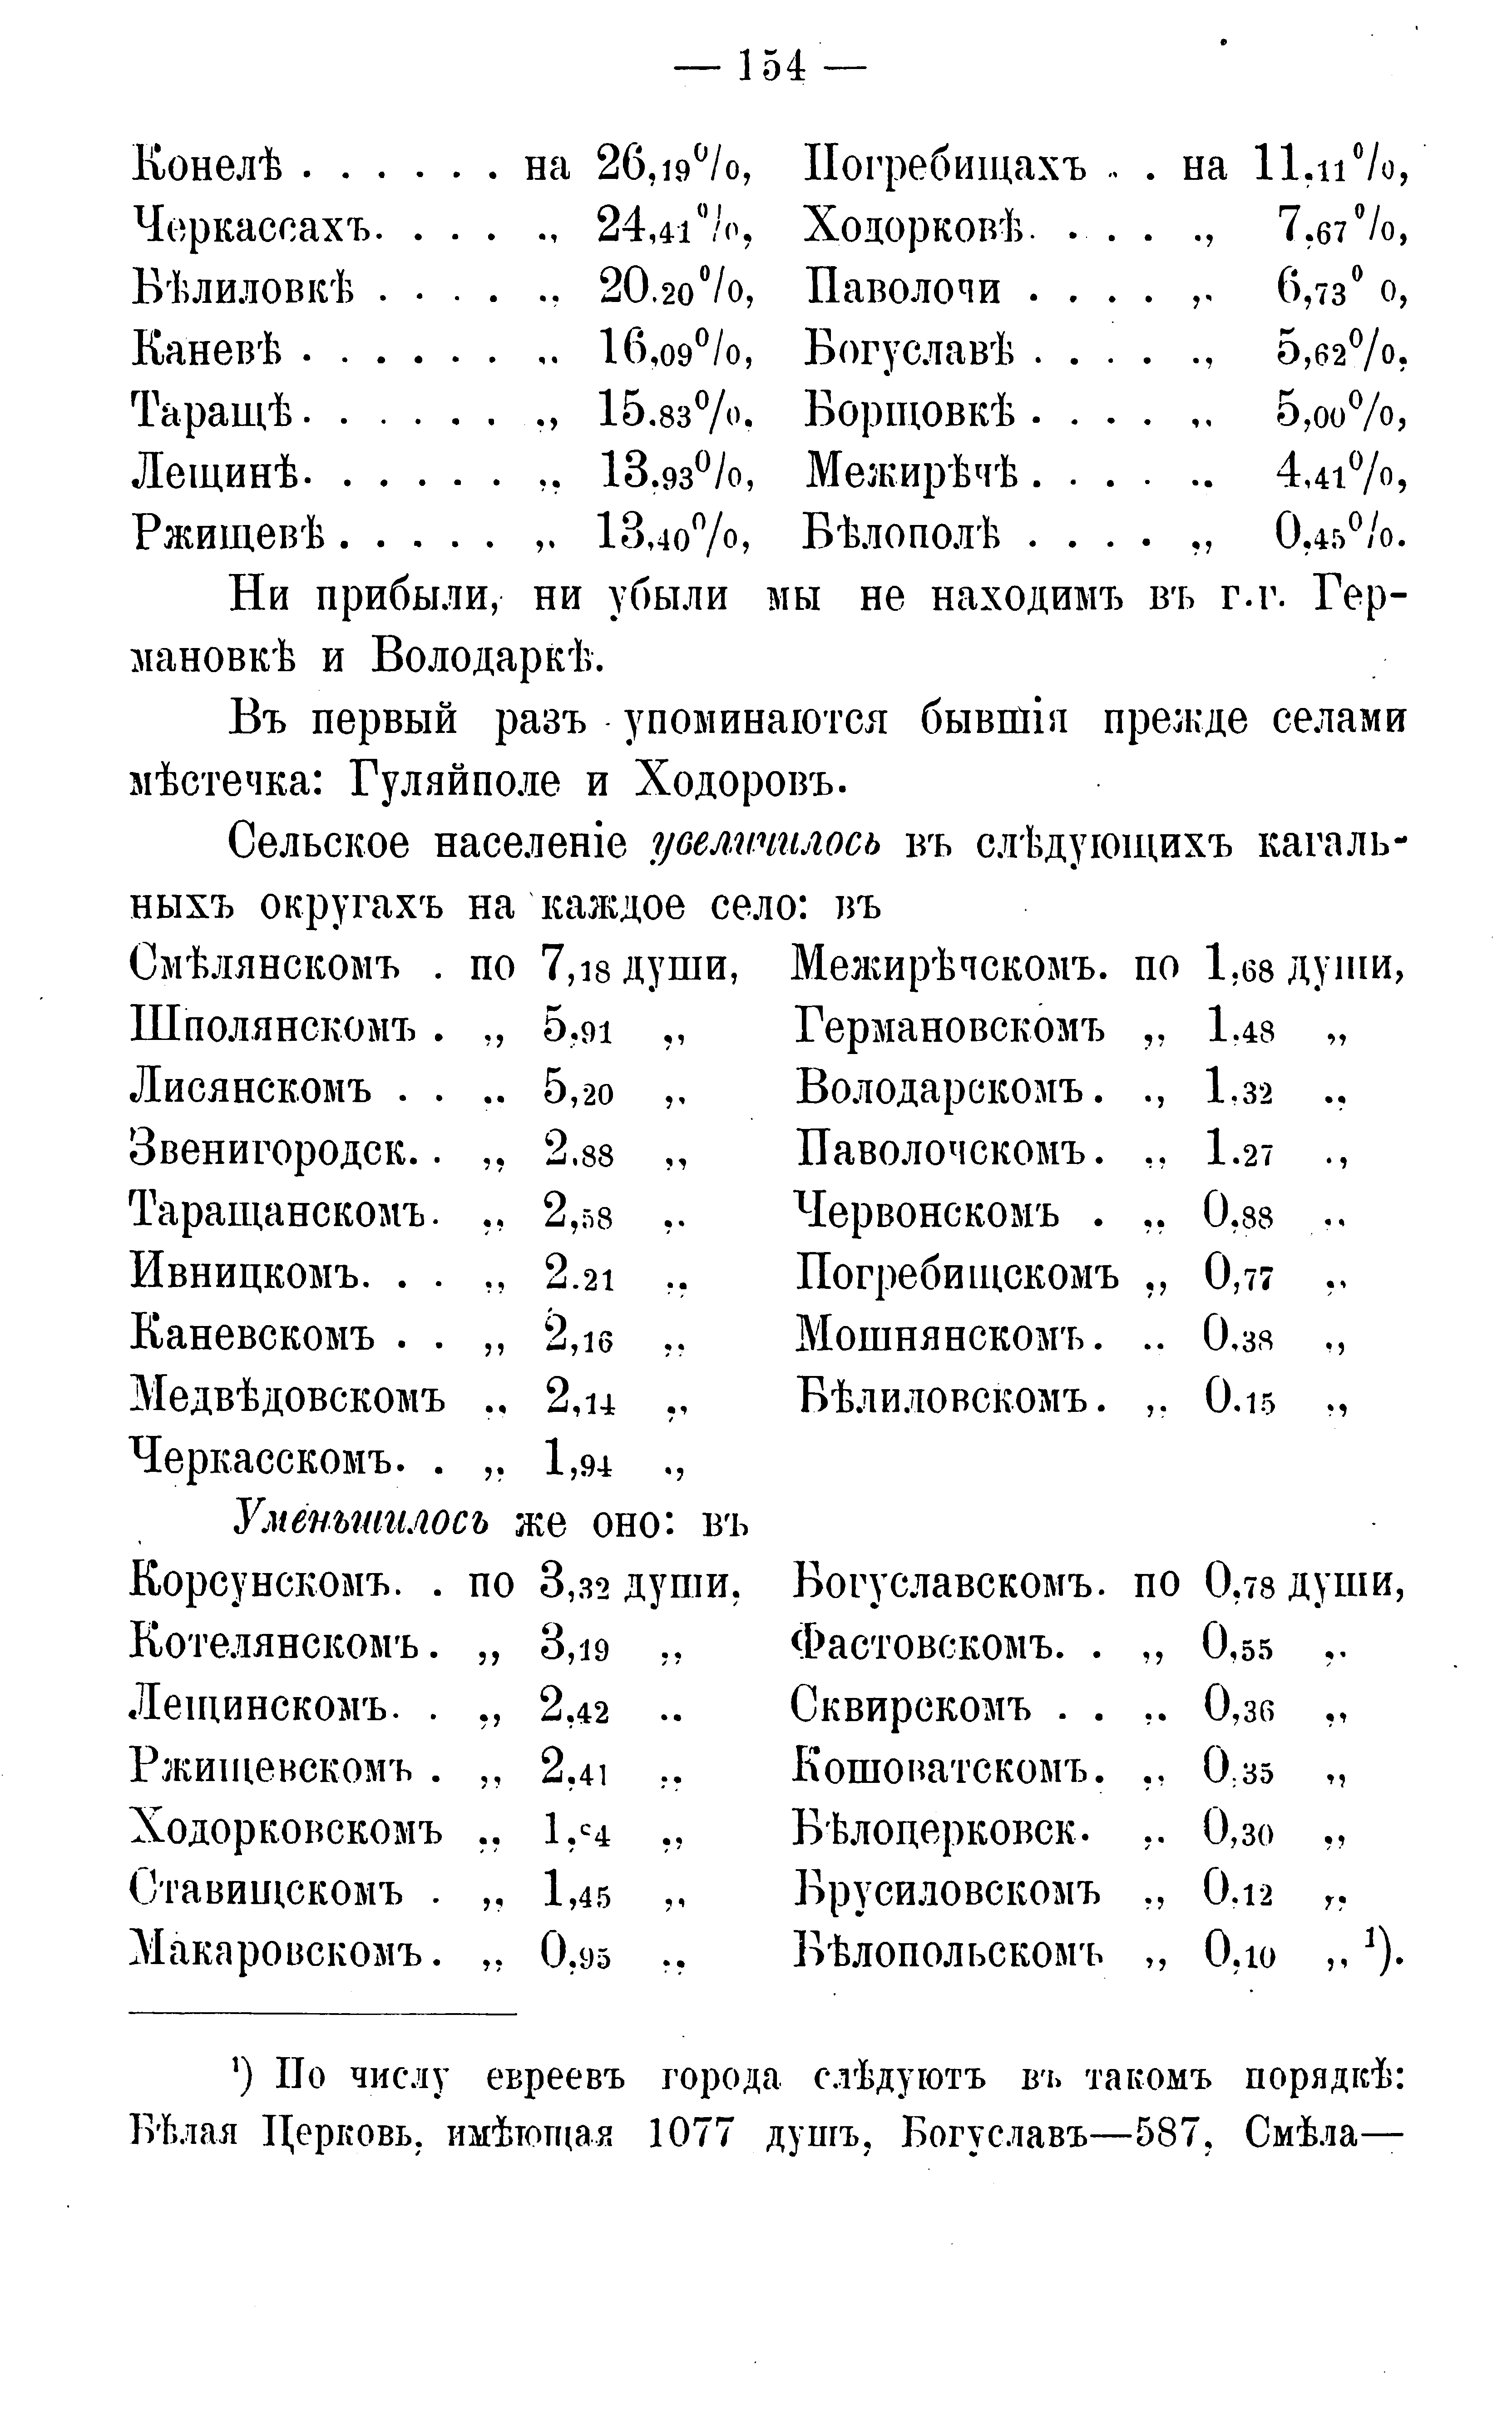 — 154 —
Конелѣ . . . . . . на 26,19%, Погребищахъ . . на 11,11%,
Черкассахъ. . . . . „ 24,41%, Ходорковѣ. . . . . „ 7,67%,
Бѣлиловкѣ . . . . . „ 20.20%, Паволочи . . . . „ 6,73%,
Каневѣ . . . . . . „ 16,09%, Богуславѣ . . . . „ 5,62%,
Таращѣ. . . . . . „ 15.83%, Борщовкѣ . . . . „ 5,00%,
Лещинѣ. . . . . . „ 13.93%, Межирѣчѣ . . . . „ 4,41%,
Ржищевѣ . . . . . „ 13,40%, Бѣлополѣ . . . . „ 0,45%.
Ни прибыли, ни убыли мы не находимъ въ г.г. Гер-
мановкѣ и Володаркѣ.
Въ первый разъ упоминаются бывшія прежде селами
мѣстечка: Гуляйполе и Ходоровъ.
Сельское населеніе увеличилось въ слѣдующихъ кагаль-
ныхъ округахъ на каждое село: въ
Смѣлянскомъ . по 7,18 души, Межирѣчскомъ. по 1,68 души,
Шполянскомъ . „ 5,91 „ Германовскомъ „ 1.48 „
Лисянскомъ . . „ 5,20 „ Володарскомъ. „ 1,32 „
Звенигородск. . „ 2.88 „ Паволочскомъ. „ 1.27 „
Таращанскомъ. „ 2,58 „ Червонскомъ . „ 0,88 „
Ивницкомъ. . . „ 2.21 „ Погребищскомъ „ 0,77 „
Каневскомъ . . „ 2,16 „ Мошнянскомъ. „ 0,38 „
Медвѣдовскомъ „ 2,14 „ Бѣлиловскомъ. „ 0.15 „
Черкасскомъ. . „ 1,94 „
Уменьшилось же оно: въ
Корсунскомъ. . по 3,32 души, Богуславскомъ. по 0,78 души,
Котелянскомъ. „ 3,19 „ Фастовскомъ. . „ 0,55 „
Лещинскомъ. . „ 2,42 „ Сквирскомъ . . „ 0,36 „
Ржищевскомъ . „ 2,41 „ Кошоватскомъ. „ 0,35 „
Ходорковскомъ „ „ Бѣлоцерковск. „ 0,30 „
Ставищскомъ . „ 1,45 „ Брусиловскомъ „ 0.12 „
Макаровскомъ. „ 0,95 „ Бѣлопольскомъ „ 0,10 „ ¹).
¹) По числу евреевъ города слѣдуютъ въ такомъ порядкѣ:
Бѣлая Церковь, имѣющая 1077 душъ, Богуславъ—587, Смѣла—